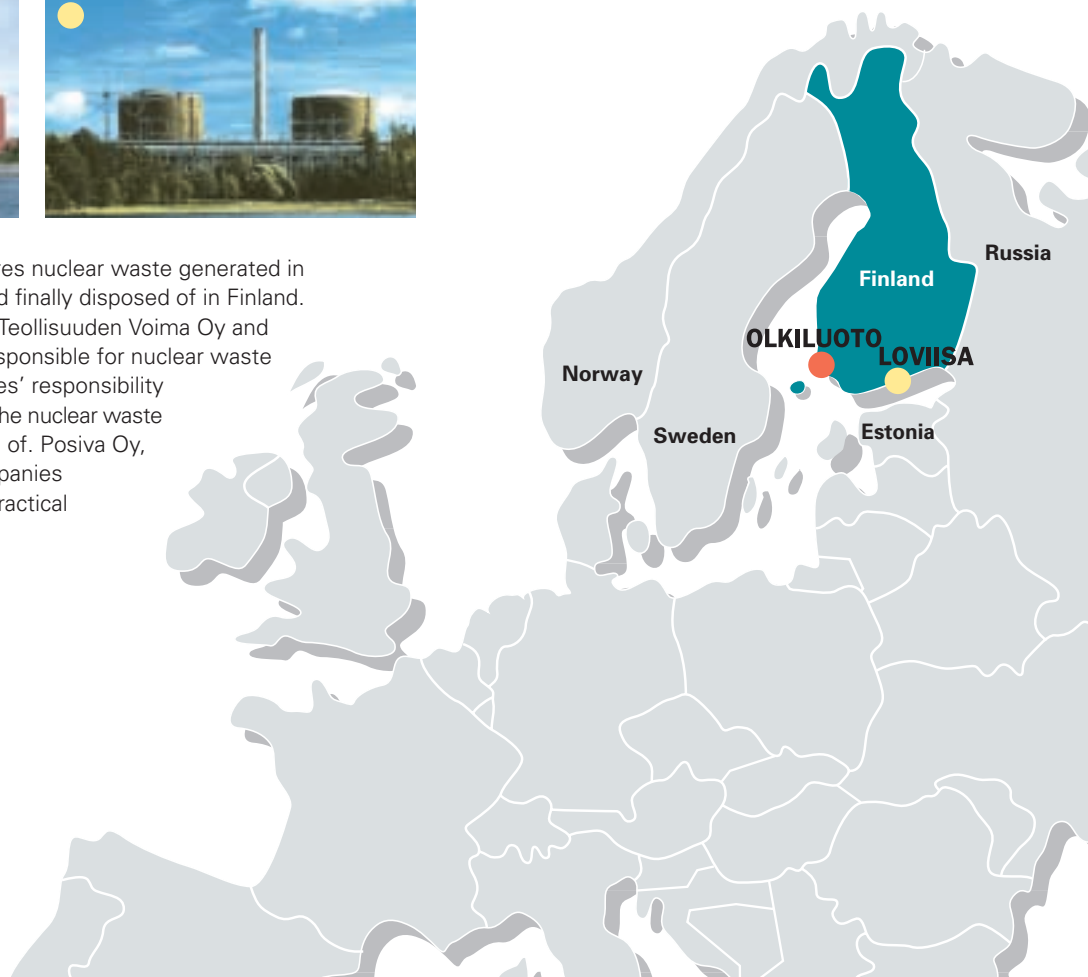 res nuclear waste generated in
d finally disposed of in Finland.
Teollisuuden Voima Oy and
sponsible for nuclear waste
es’ responsibility
he nuclear waste
of. Posiva Oy,
panies
ractical
Russia
Finland
OLKILUOTO
LOVIISA
Norway
Sweden
Estonia